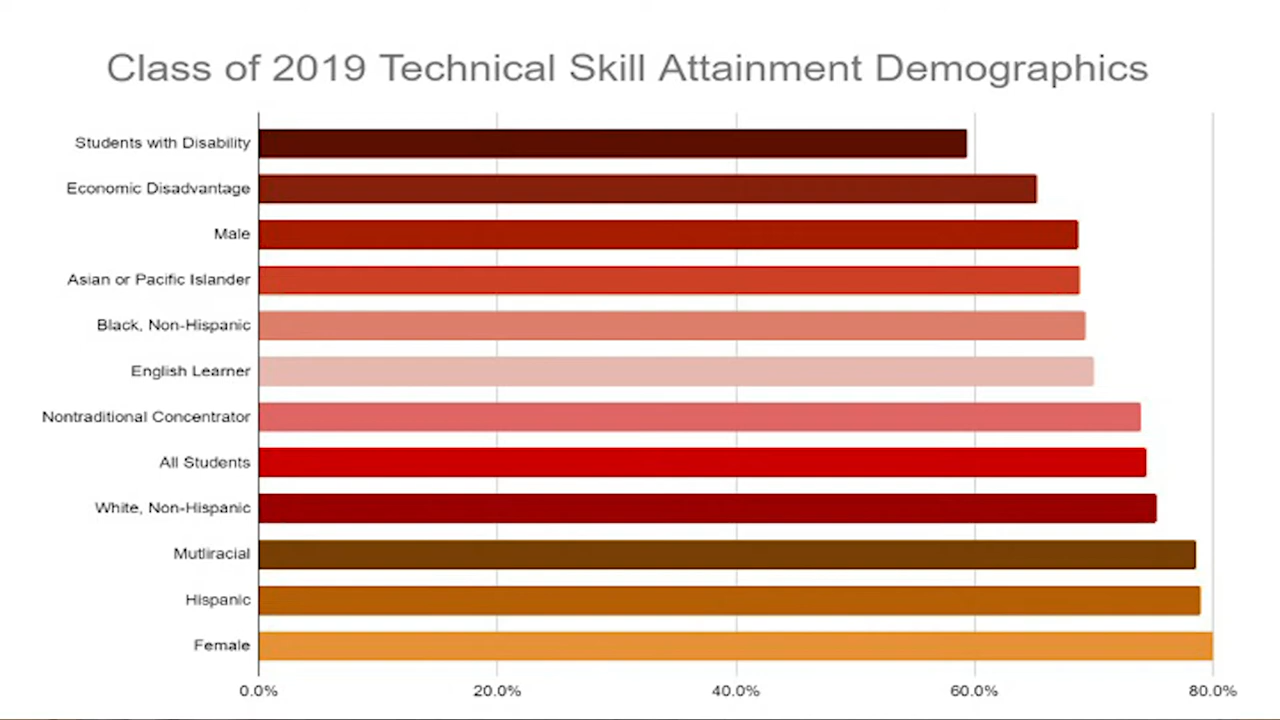 Class of 2019 Technical Skill Attainment Demographics
Students with Disability
Economic Disadvantage
Male
Asian or Pacific Islander
Black, Non-Hispanic
English Learner
Nontraditional Concentrator
All Students
White, Non-Hispanic
Mutliracial
Hispanic
Female
0.0% 20.0% 40.0% 60.0% 80.0%